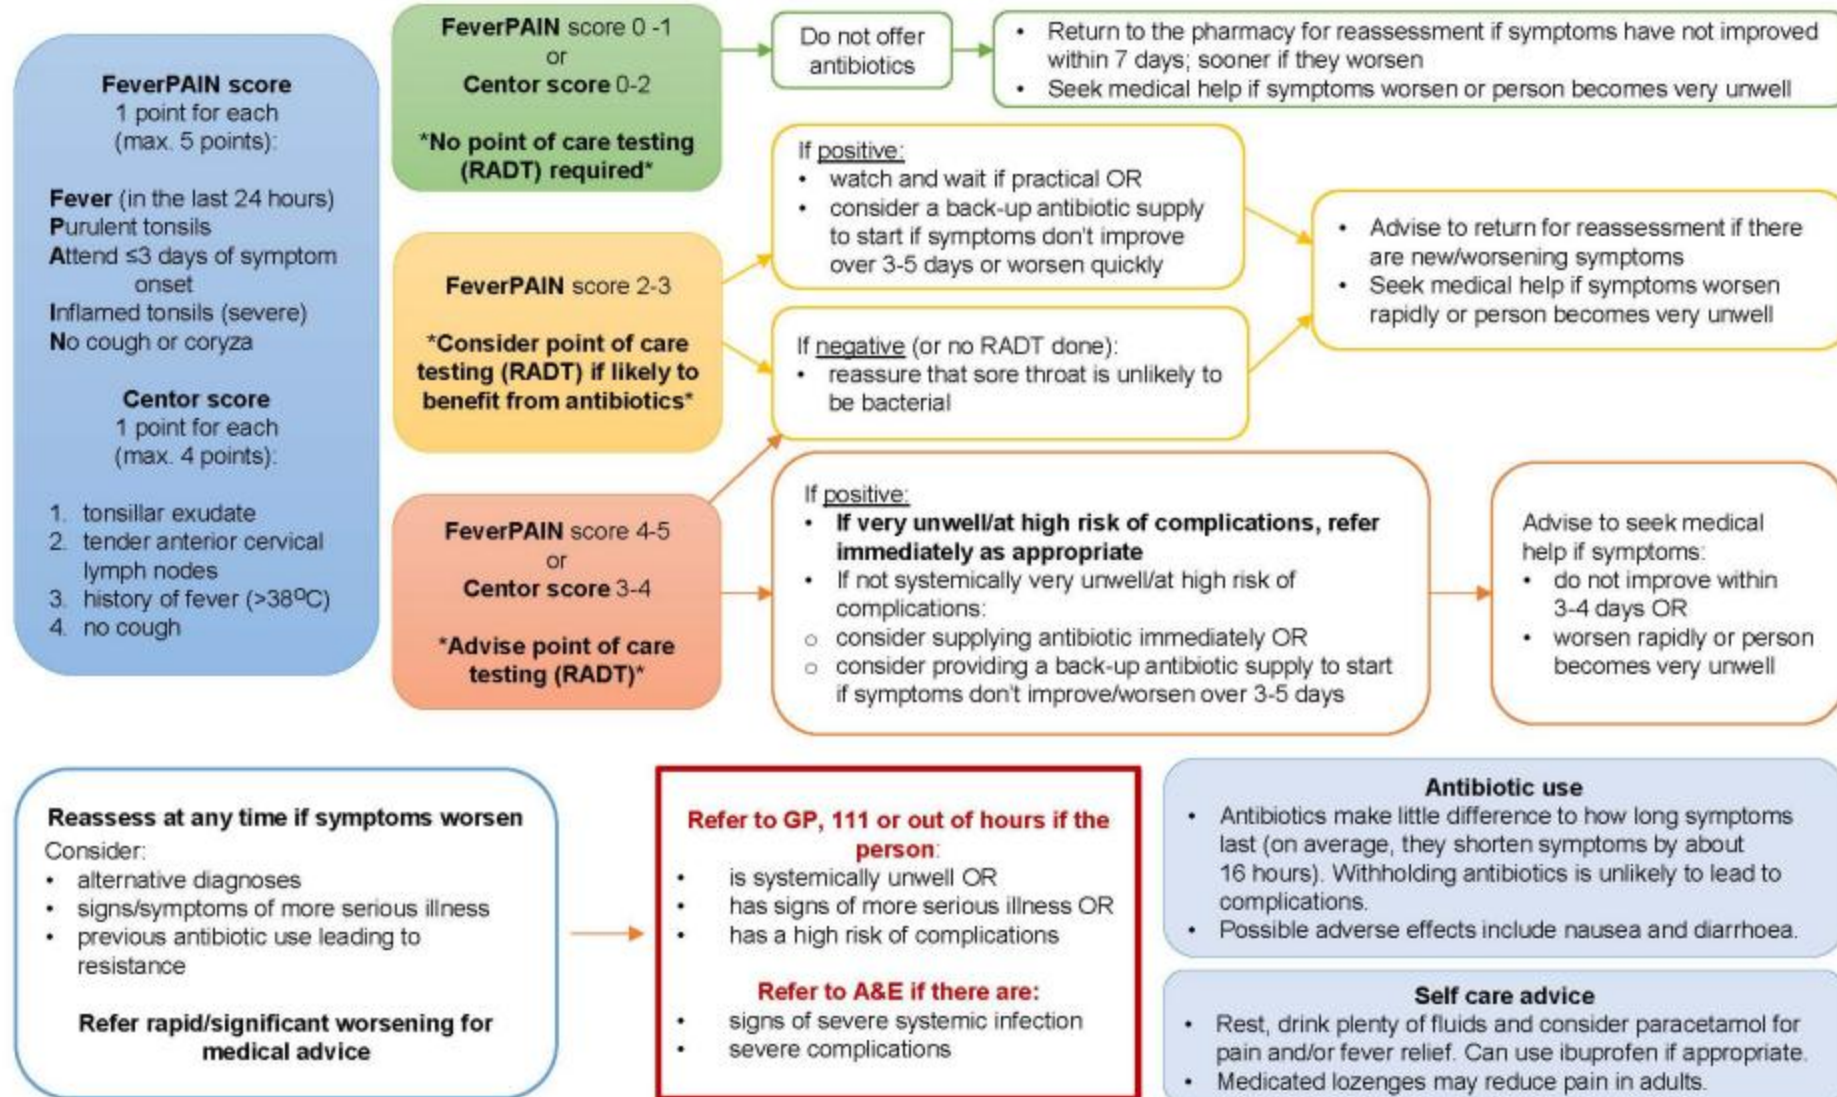 FeverPAIN score
1 point for each
(max. 5 points):
Fever (in the last 24 hours)
Purulent tonsils
Attend ≤3 days of symptom
onset
Inflamed tonsils (severe)
No cough or coryza
Centor score
1 point for each
(max. 4 points):
1. tonsillar exudate
2. tender anterior cervical
lymph nodes
3. history of fever (>38⁰C)
4. no cough
FeverPAIN score 0 -1
or
Centor score 0-2
*No point of care testing
(RADT) required*
Do not offer
antibiotics
• Return to the pharmacy for reassessment if symptoms have not improved
within 7 days; sooner if they worsen
• Seek medical help if symptoms worsen or person becomes very unwell
FeverPAIN score 2-3
*Consider point of care
testing (RADT) if likely to
benefit from antibiotics*
If positive:
• watch and wait if practical OR
• consider a back-up antibiotic supply
to start if symptoms don't improve
over 3-5 days or worsen quickly
If negative (or no RADT done):
• reassure that sore throat is unlikely to
be bacterial
• Advise to return for reassessment if there
are new/worsening symptoms
• Seek medical help if symptoms worsen
rapidly or person becomes very unwell
FeverPAIN score 4-5
or
Centor score 3-4
*Advise point of care
testing (RADT)*
If positive:
• If very unwell/at high risk of complications, refer
immediately as appropriate
• If not systemically very unwell/at high risk of
complications:
o consider supplying antibiotic immediately OR
o consider providing a back-up antibiotic supply to start
if symptoms don't improve/worsen over 3-5 days
Advise to seek medical
help if symptoms:
• do not improve within
3-4 days OR
• worsen rapidly or person
becomes very unwell
Reassess at any time if symptoms worsen
Consider:
• alternative diagnoses
• signs/symptoms of more serious illness
• previous antibiotic use leading to
resistance
Refer rapid/significant worsening for
medical advice
Refer to GP, 111 or out of hours if the
person:
• is systemically unwell OR
• has signs of more serious illness OR
• has a high risk of complications
Refer to A&E if there are:
• signs of severe systemic infection
• severe complications
Antibiotic use
• Antibiotics make little difference to how long symptoms
last (on average, they shorten symptoms by about
16 hours). Withholding antibiotics is unlikely to lead to
complications.
• Possible adverse effects include nausea and diarrhoea.
Self care advice
• Rest, drink plenty of fluids and consider paracetamol for
pain and/or fever relief. Can use ibuprofen if appropriate.
• Medicated lozenges may reduce pain in adults.